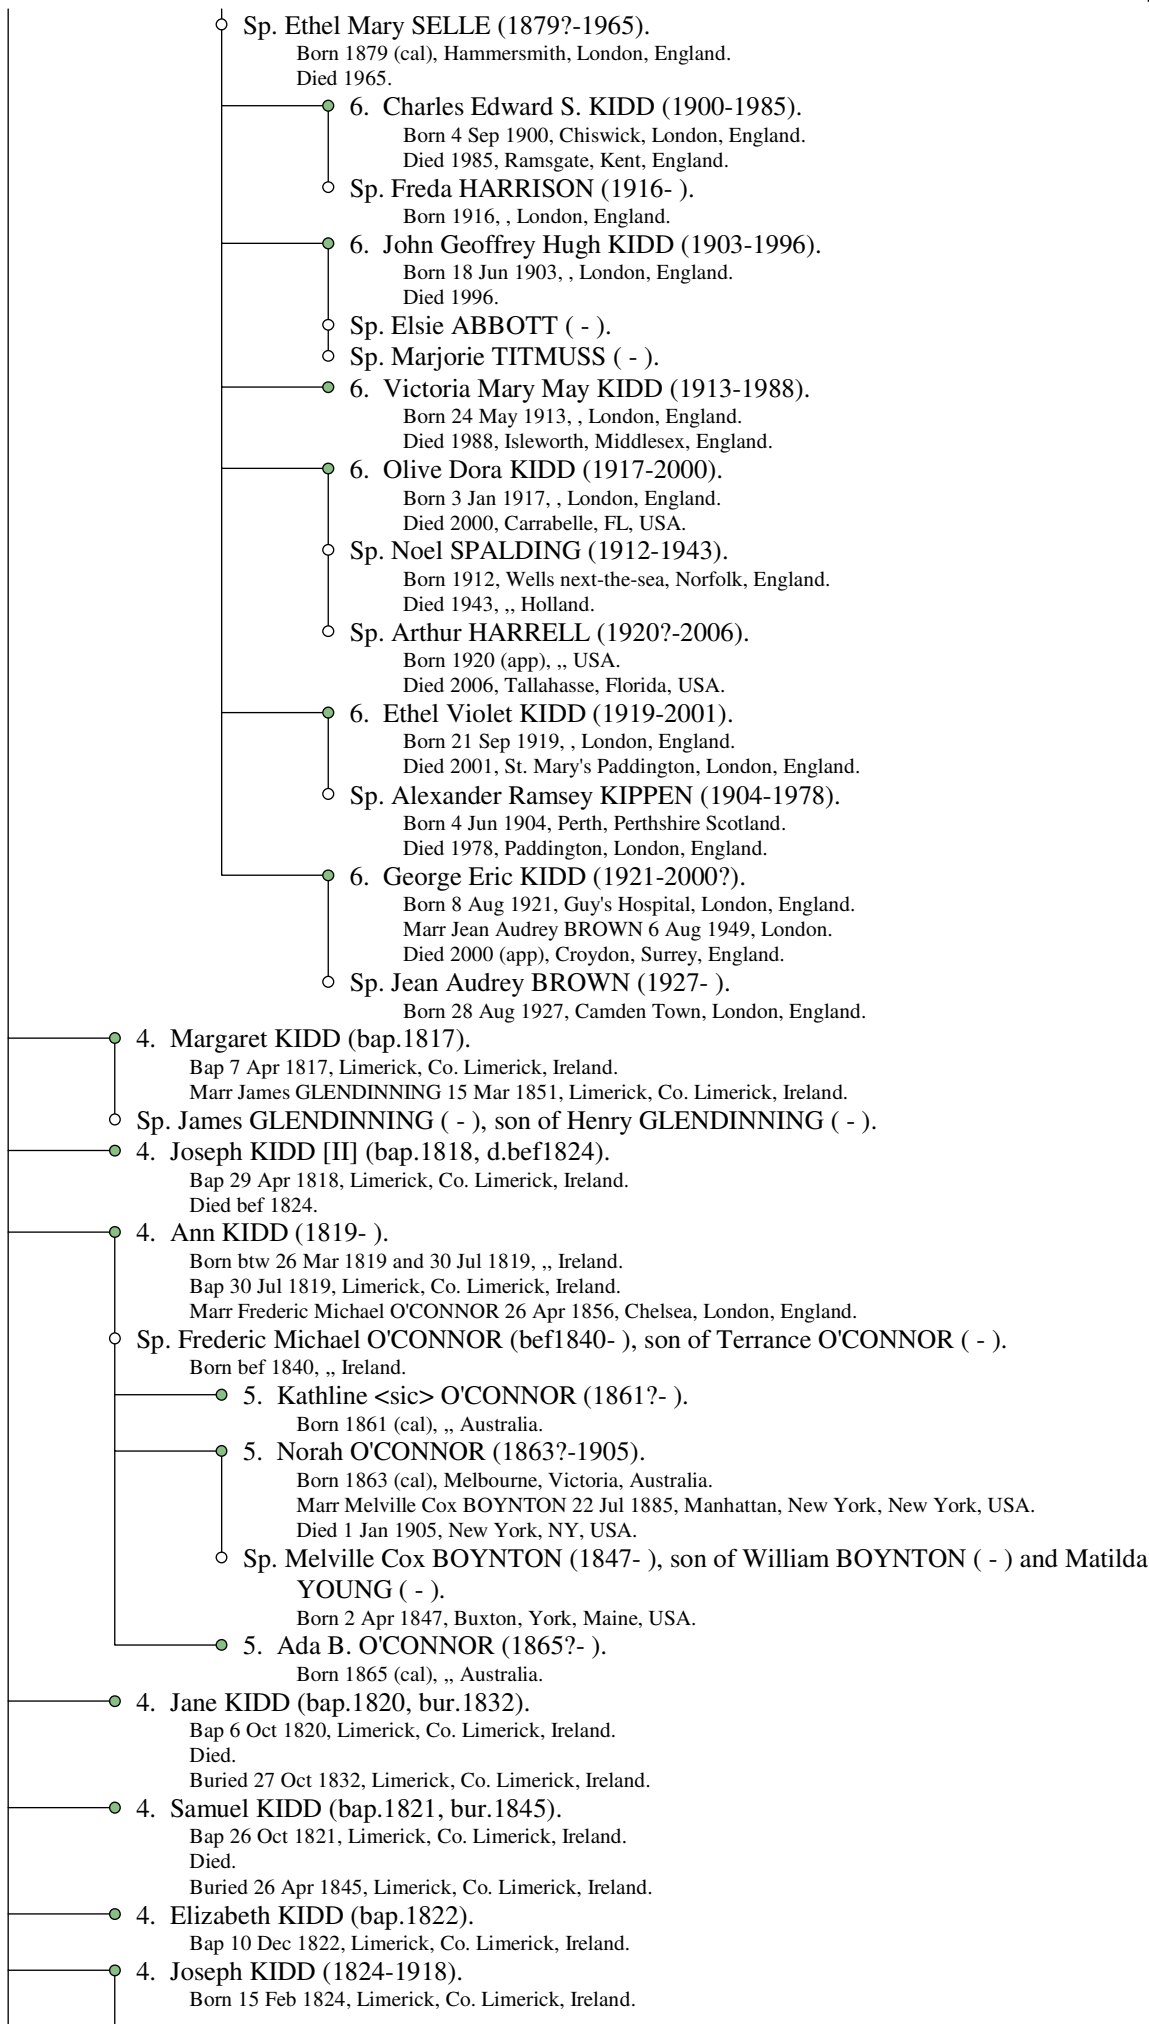 Sp. Ethel Mary SELLE (1879?-1965).
Born 1879 (cal), Hammersmith, London, England.
Died 1965.
6. Charles Edward S. KIDD (1900-1985).
Born 4 Sep 1900, Chiswick, London, England.
Died 1985, Ramsgate, Kent, England.
Sp. Freda HARRISON (1916- ).
Born 1916, , London, England.
6. John Geoffrey Hugh KIDD (1903-1996).
Born 18 Jun 1903, , London, England.
Died 1996.
Sp. Elsie ABBOTT ( - ).
Sp. Marjorie TITMUSS ( - ).
6. Victoria Mary May KIDD (1913-1988).
Born 24 May 1913, , London, England.
Died 1988, Isleworth, Middlesex, England.
6. Olive Dora KIDD (1917-2000).
Born 3 Jan 1917, , London, England.
Died 2000, Carrabelle, FL, USA.
Sp. Noel SPALDING (1912-1943).
Born 1912, Wells next-the-sea, Norfolk, England.
Died 1943, ,, Holland.
Sp. Arthur HARRELL (1920?-2006).
Born 1920 (app), ,, USA.
Died 2006, Tallahasse, Florida, USA.
6. Ethel Violet KIDD (1919-2001).
Born 21 Sep 1919, , London, England.
Died 2001, St. Mary's Paddington, London, England.
Sp. Alexander Ramsey KIPPEN (1904-1978).
Born 4 Jun 1904, Perth, Perthshire Scotland.
Died 1978, Paddington, London, England.
6. George Eric KIDD (1921-2000?).
Born 8 Aug 1921, Guy's Hospital, London, England.
Marr Jean Audrey BROWN 6 Aug 1949, London.
Died 2000 (app), Croydon, Surrey, England.
Sp. Jean Audrey BROWN (1927- ).
Born 28 Aug 1927, Camden Town, London, England.
4. Margaret KIDD (bap.1817).
Bap 7 Apr 1817, Limerick, Co. Limerick, Ireland.
Marr James GLENDINNING 15 Mar 1851, Limerick, Co. Limerick, Ireland.
Sp. James GLENDINNING ( - ), son of Henry GLENDINNING ( - ).
4. Joseph KIDD [II] (bap.1818, d.bef1824).
Bap 29 Apr 1818, Limerick, Co. Limerick, Ireland.
Died bef 1824.
4. Ann KIDD (1819- ).
Born btw 26 Mar 1819 and 30 Jul 1819, ,, Ireland.
Bap 30 Jul 1819, Limerick, Co. Limerick, Ireland.
Marr Frederic Michael O'CONNOR 26 Apr 1856, Chelsea, London, England.
Sp. Frederic Michael O'CONNOR (bef1840- ), son of Terrance O'CONNOR ( - ).
Born bef 1840, ,, Ireland.
5. Kathline <sic> O'CONNOR (1861?- ).
Born 1861 (cal), ,, Australia.
5. Norah O'CONNOR (1863?-1905).
Born 1863 (cal), Melbourne, Victoria, Australia.
Marr Melville Cox BOYNTON 22 Jul 1885, Manhattan, New York, New York, USA.
Died 1 Jan 1905, New York, NY, USA.
Sp. Melville Cox BOYNTON (1847- ), son of William BOYNTON ( - ) and Matilda
YOUNG ( - ).
Born 2 Apr 1847, Buxton, York, Maine, USA.
5. Ada B. O'CONNOR (1865?- ).
Born 1865 (cal), ,, Australia.
4. Jane KIDD (bap.1820, bur.1832).
Bap 6 Oct 1820, Limerick, Co. Limerick, Ireland.
Died.
Buried 27 Oct 1832, Limerick, Co. Limerick, Ireland.
4. Samuel KIDD (bap.1821, bur.1845).
Bap 26 Oct 1821, Limerick, Co. Limerick, Ireland.
Died.
Buried 26 Apr 1845, Limerick, Co. Limerick, Ireland.
4. Elizabeth KIDD (bap.1822).
Bap 10 Dec 1822, Limerick, Co. Limerick, Ireland.
4. Joseph KIDD (1824-1918).
Born 15 Feb 1824, Limerick, Co. Limerick, Ireland.